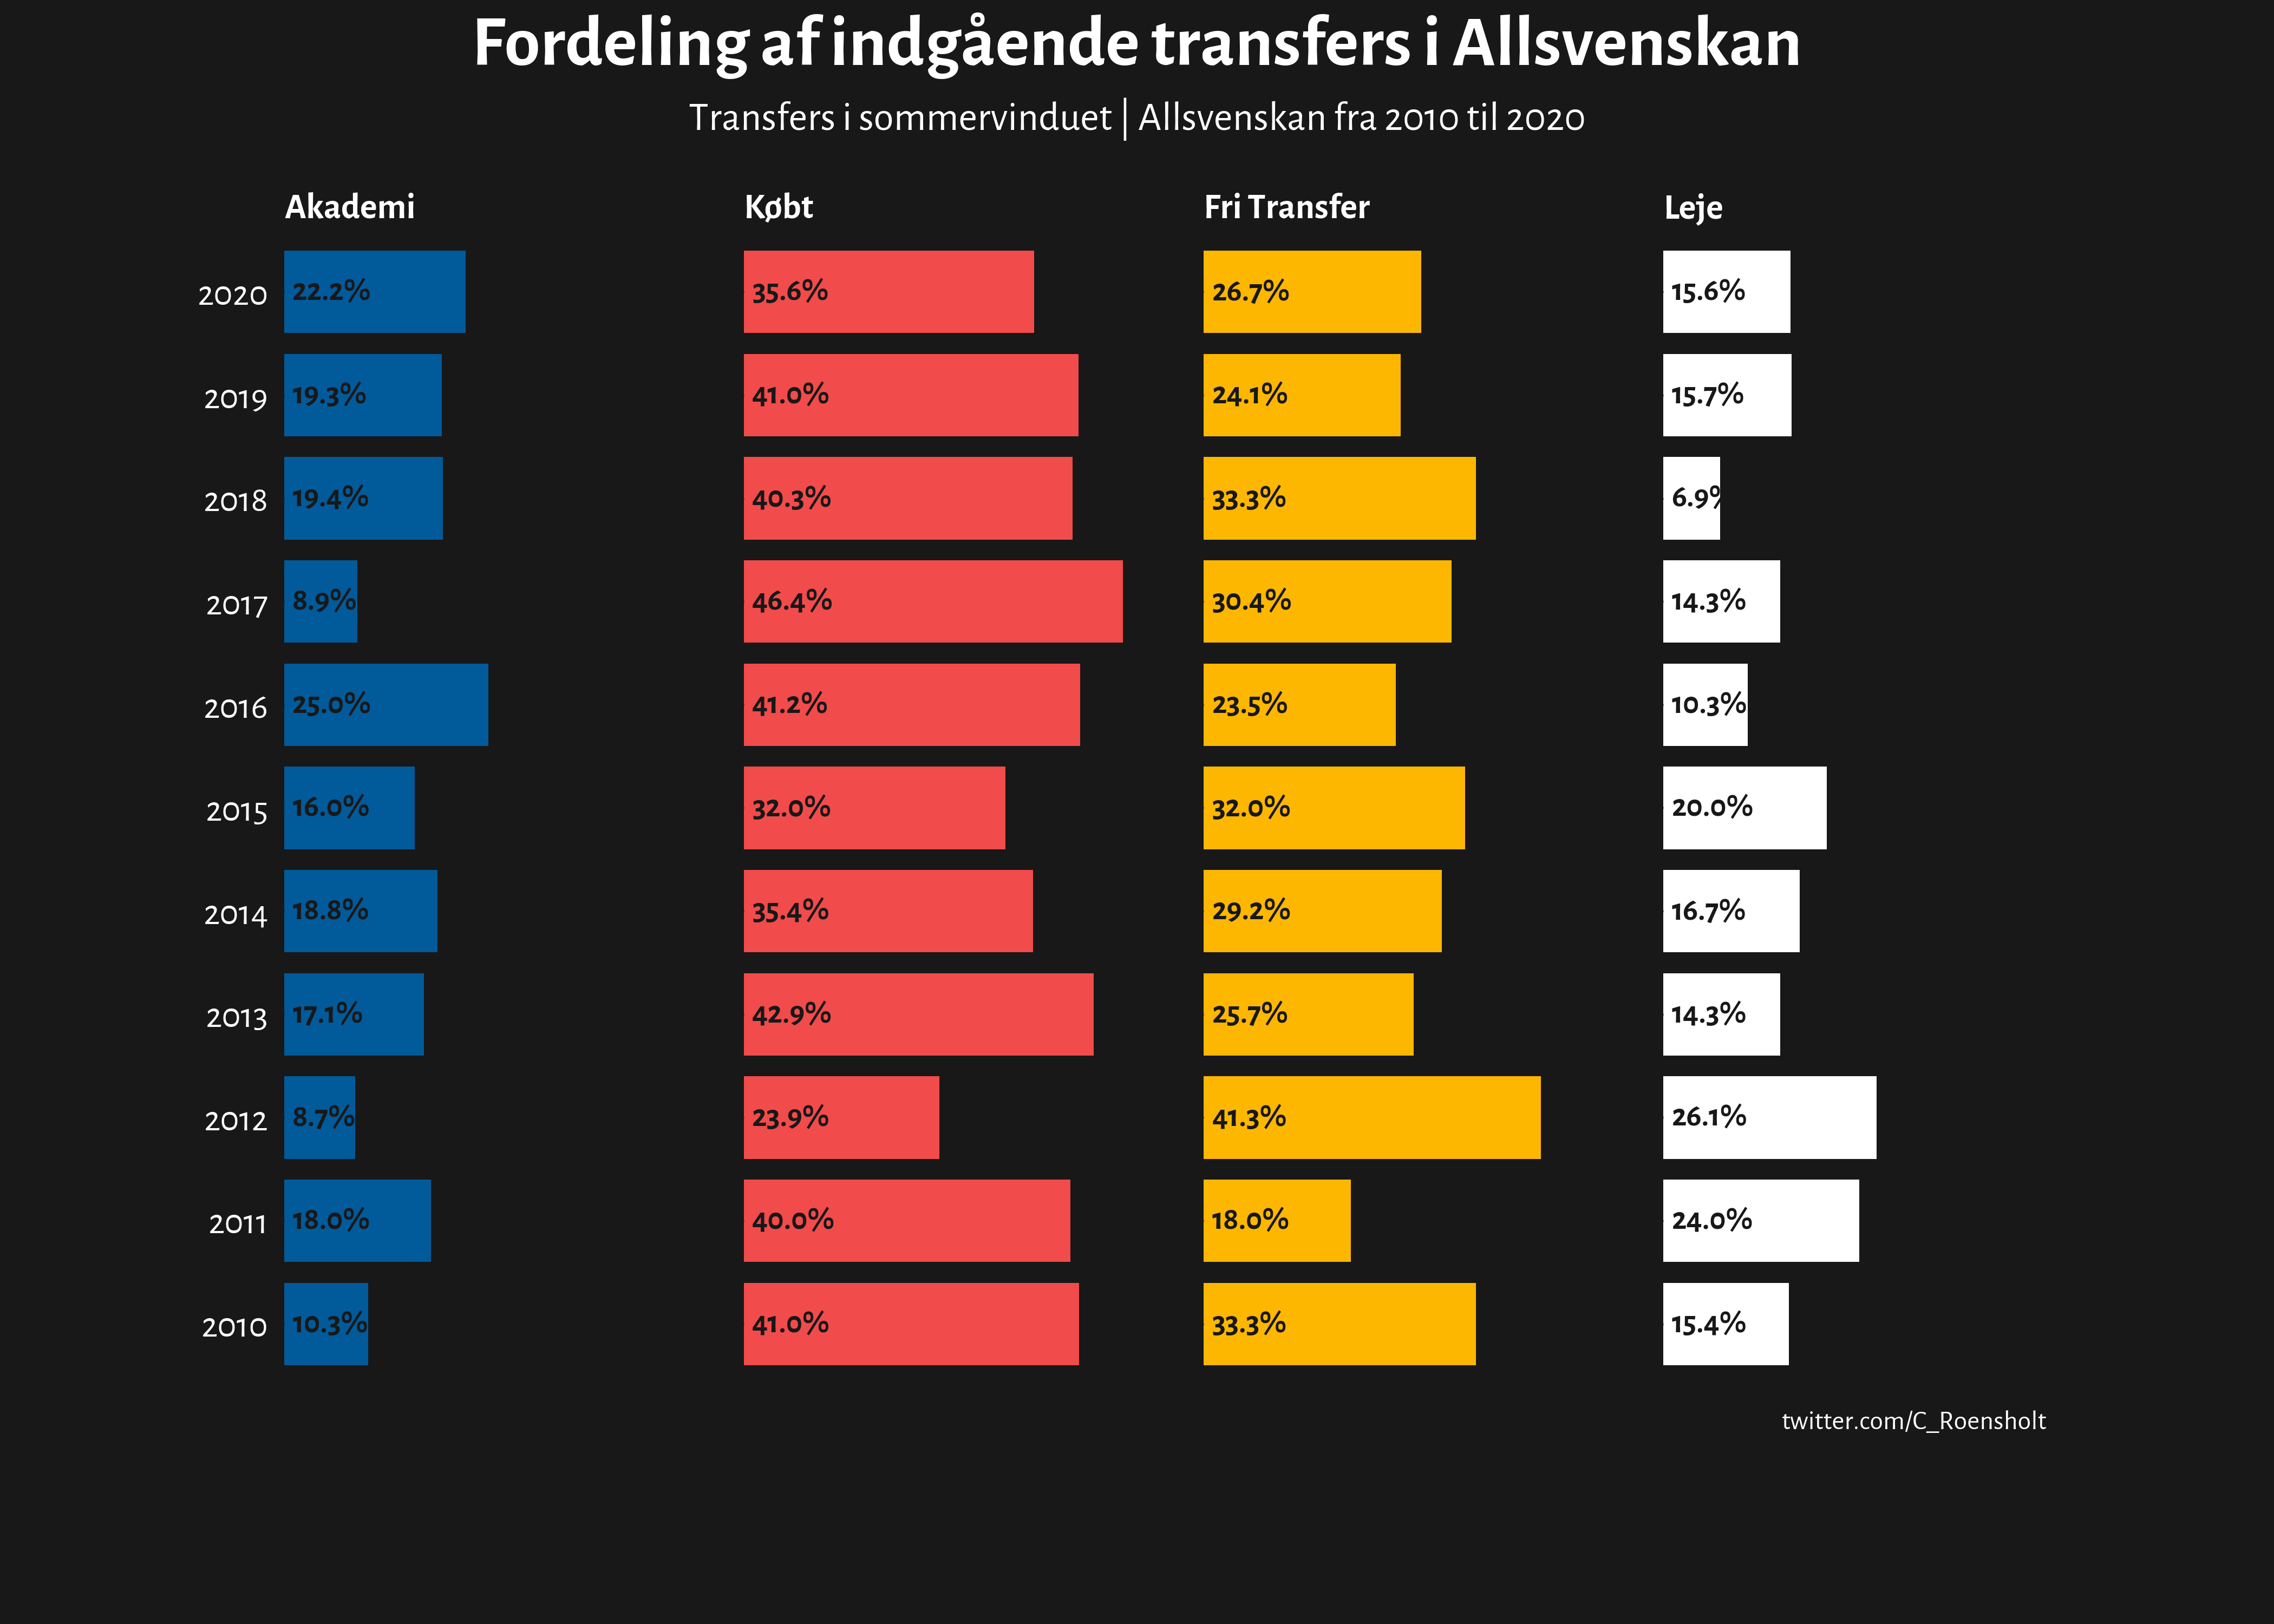 Fordeling af indgående transfers i Allsvenskan
Transfers i sommervinduet | Allsvenskan fra 2010 til 2020
Akademi Købt Fri Transfer Leje
2020 22.2% 35.6% 26.7% 15.6%
2019 19.3% 41.0% 24.1% 15.7%
2018 19.4% 40.3% 33.3% 6.9%
2017 8.9% 46.4% 30.4% 14.3%
2016 25.0% 41.2% 23.5% 10.3%
2015 16.0% 32.0% 32.0% 20.0%
2014 18.8% 35.4% 29.2% 16.7%
2013 17.1% 42.9% 25.7% 14.3%
2012 8.7% 23.9% 41.3% 26.1%
2011 18.0% 40.0% 18.0% 24.0%
2010 10.3% 41.0% 33.3% 15.4%
twitter.com/C_Roensholt